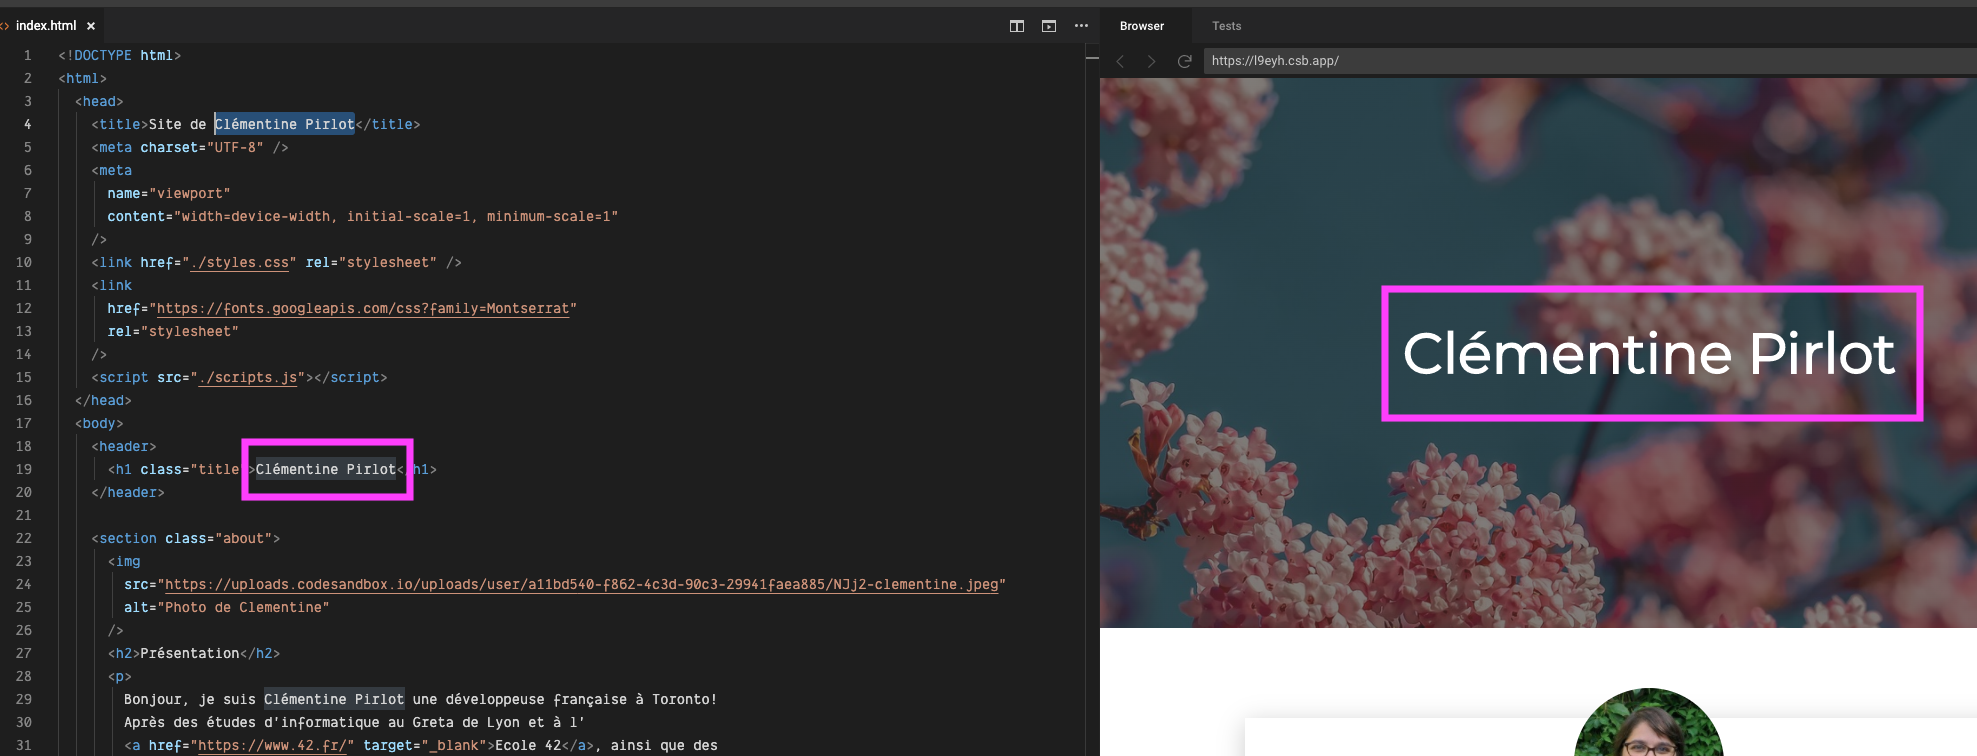 index.html ×
1 <!DOCTYPE html>
2 <html>
3 <head>
4 <title>Site de Clémentine Pirlot</title>
5 <meta charset="UTF-8" />
6 <meta
7 name="viewport"
8 content="width=device-width, initial-scale=1, minimum-scale=1"
9 />
10 <link href="./styles.css" rel="stylesheet" />
11 <link
12 href="https://fonts.googleapis.com/css?family=Montserrat"
13 rel="stylesheet"
14 />
15 <script src="./scripts.js"></script>
16 </head>
17 <body>
18 <header>
19 <h1 class="title">Clémentine Pirlot</h1>
20 </header>
21
22 <section class="about">
23 <img
24 src="https://uploads.codesandbox.io/uploads/user/a11bd540-f862-4c3d-90c3-29941faea885/NJj2-clementine.jpeg"
25 alt="Photo de Clementine"
26 />
27 <h2>Présentation</h2>
28 <p>
29 Bonjour, je suis Clémentine Pirlot une développeuse française à Toronto!
30 Après des études d'informatique au Greta de Lyon et à l'
31 <a href="https://www.42.fr/" target="_blank">Ecole 42</a>, ainsi que des
Browser Tests
https://l9eyh.csb.app/
Clémentine Pirlot